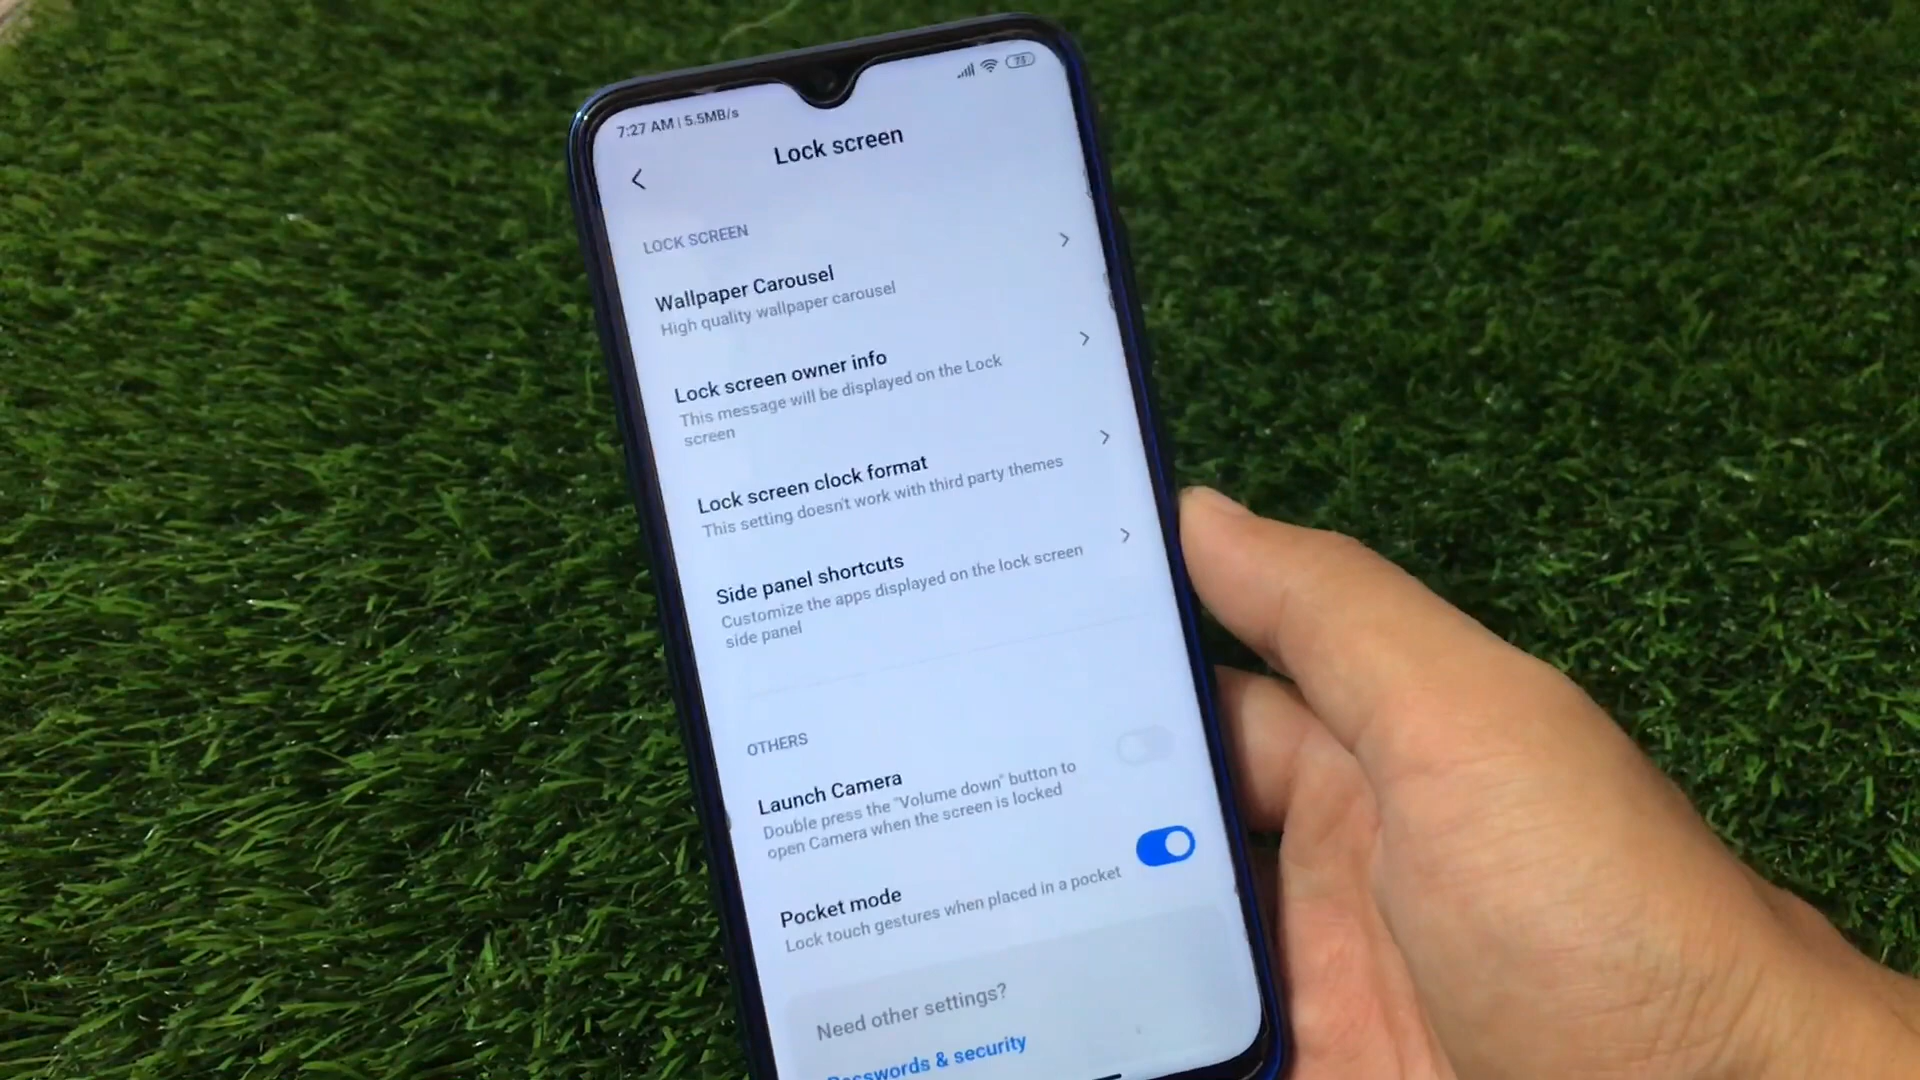 7:27 AM | 5.5MB/s
73
Lock screen
LOCK SCREEN
Wallpaper Carousel
High quality wallpaper carousel
Lock screen owner info
This message will be displayed on the Lock
screen
Lock screen clock format
This setting doesn't work with third party themes
Side panel shortcuts
Customize the apps displayed on the lock screen
side panel
OTHERS
Launch Camera
Double press the "Volume down" button to
open Camera when the screen is locked
Pocket mode
Lock touch gestures when placed in a pocket
Need other settings?
Passwords & security